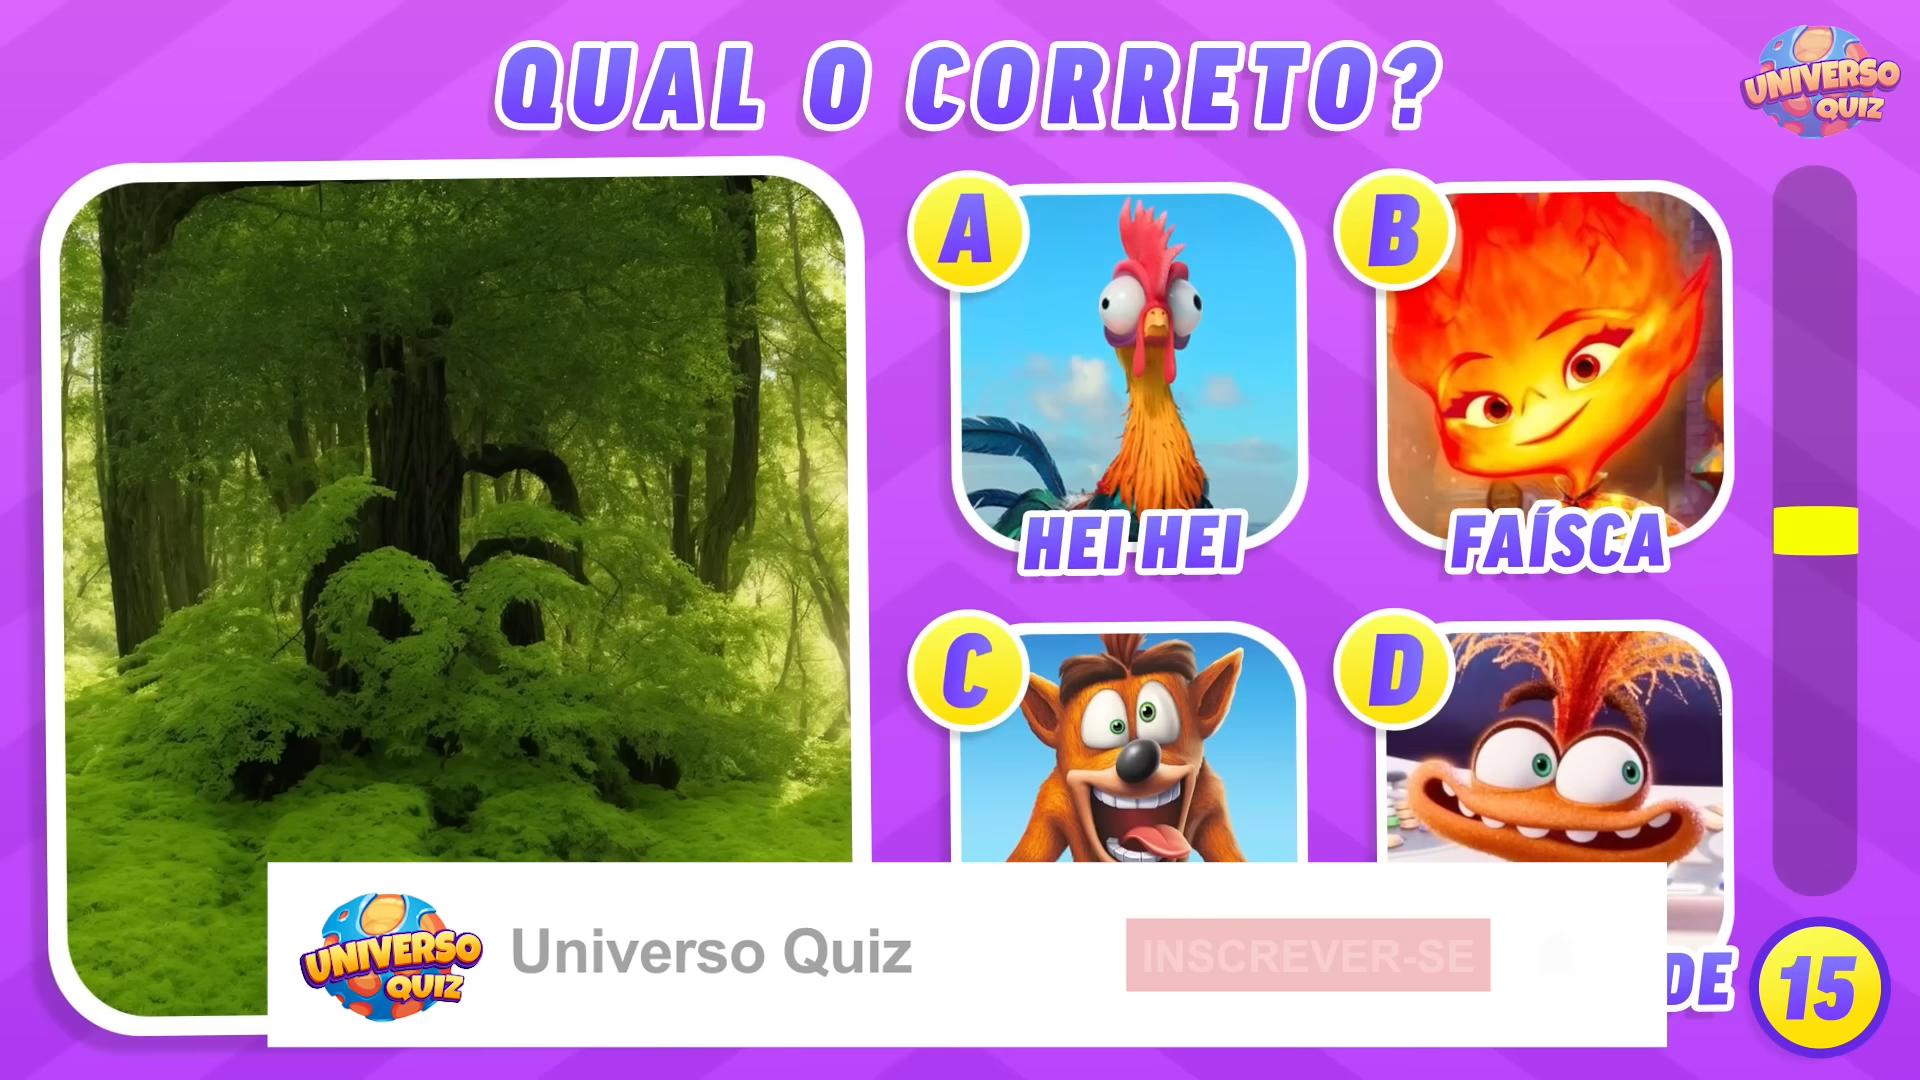 QUAL O CORRETO?
UNIVERSO
QUIZ
A
B
HEI HEI
FAÍSCA
C
D
UNIVERSO
QUIZ
Universo Quiz
INSCREVER-SE
DE
15